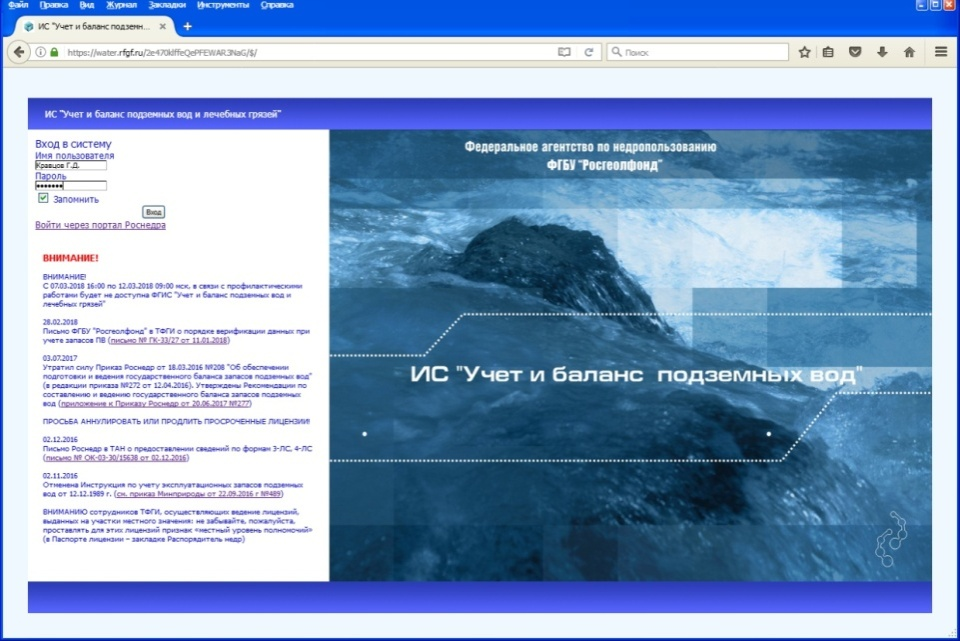 Файл Правка Вид Журнал Закладки Инструменты Справка
ИС "Учет и баланс подземн...
https://water.rfgf.ru/2e470klffeQePFEWAR3NaG/$/
Поиск
ИС "Учет и баланс подземных вод и лечебных грязей"
Вход в систему
Имя пользователя
Кравцов Г.Д.
Пароль
•••••••
Запомнить
Вход
Войти через портал Роснедра
ВНИМАНИЕ!
ВНИМАНИЕ!
С 07.03.2018 16:00 по 12.03.2018 09:00 мск, в связи с профилактическими
работами будет не доступна ФГИС "Учет и баланс подземных вод и
лечебных грязей"
28.02.2018
Письмо ФГБУ "Росгеолфонд" в ТФГИ о порядке верификации данных при
учете запасов ПВ (письмо № ГК-33/27 от 11.01.2018)
03.07.2017
Утратил силу Приказ Роснедр от 18.03.2016 №208 "Об обеспечении
подготовки и ведения государственного баланса запасов подземных вод"
(в редакции приказа №272 от 12.04.2016). Утверждены Рекомендации по
составлению и ведению государственного баланса запасов подземных
вод (приложение к Приказу Роснедр от 20.06.2017 №277)
ПРОСЬБА АННУЛИРОВАТЬ ИЛИ ПРОДЛИТЬ ПРОСРОЧЕННЫЕ ЛИЦЕНЗИИ!
02.12.2016
Письмо Роснедр в ТАН о предоставлении сведений по формам 3-ЛС, 4-ЛС
(письмо № ОК-03-30/15638 от 02.12.2016)
02.11.2016
Отменена Инструкция по учету эксплуатационных запасов подземных
вод от 12.12.1989 г. (см. приказ Минприроды от 22.09.2016 г №489)
ВНИМАНИЮ сотрудников ТФГИ, осуществляющих ведение лицензий,
выданных на участки местного значения: не забывайте, пожалуйста,
проставлять для этих лицензий признак «местный уровень полномочий»
(в Паспорте лицензии – закладке Распорядитель недр)
Федеральное агентство по недропользованию
ФГБУ "Росгеолфонд"
ИС "Учет и баланс подземных вод"